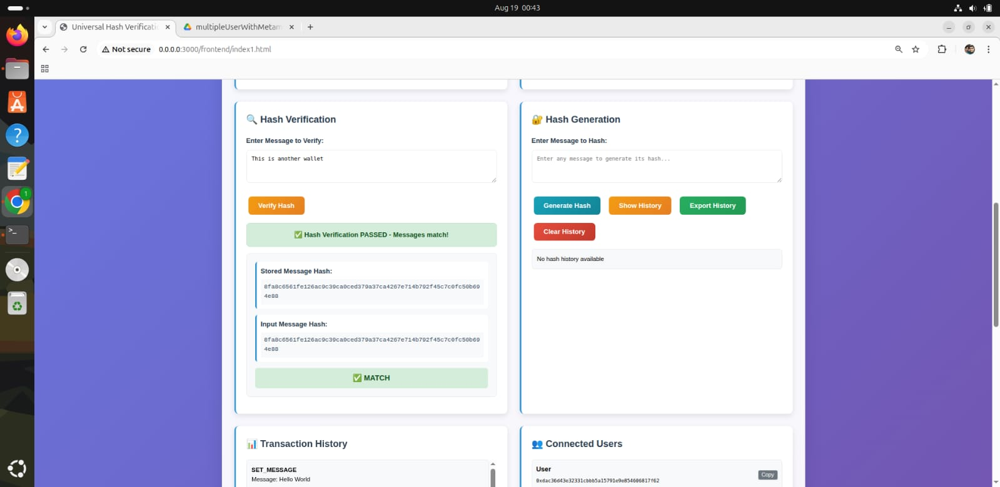 Aug 19 00:43
Universal Hash Verificati
multipleUserWithMetam
Not secure 0.0.0.0:3000/frontend/index1.html
🔍 Hash Verification
Enter Message to Verify:
This is another wallet
Verify Hash
✅ Hash Verification PASSED - Messages match!
Stored Message Hash:
8fa8c6561fe126ac9c39ca0ced379a37ca4267e714b792f45c7c0fc50b69
4e88
Input Message Hash:
8fa8c6561fe126ac9c39ca0ced379a37ca4267e714b792f45c7c0fc50b69
4e88
✅ MATCH
🔐 Hash Generation
Enter Message to Hash:
Enter any message to generate its hash...
Generate Hash
Show History
Export History
Clear History
No hash history available
📊 Transaction History
SET_MESSAGE
Message: Hello World
👥 Connected Users
User
0xdac36d43e32331cbbb5a15791e9e854606817f62
Copy
1